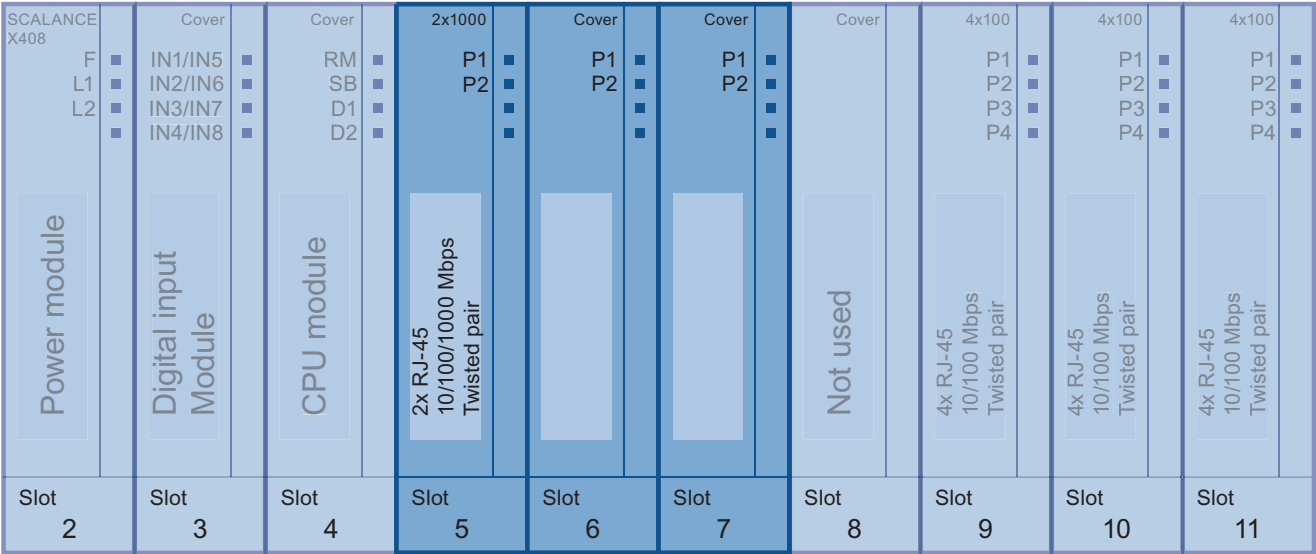 SCALANCE
X408
F
L1
L2
Power module
Slot
2
Cover
IN1/IN5
IN2/IN6
IN3/IN7
IN4/IN8
Digital input
Module
Slot
3
Cover
RM
SB
D1
D2
CPU module
Slot
4
2x1000
P1
P2
2x RJ-45
10/100/1000 Mbps
Twisted pair
Slot
5
Cover
P1
P2
Slot
6
Cover
P1
P2
Slot
7
Cover
Not used
Slot
8
4x100
P1
P2
P3
P4
4x RJ-45
10/100 Mbps
Twisted pair
Slot
9
4x100
P1
P2
P3
P4
4x RJ-45
10/100 Mbps
Twisted pair
Slot
10
4x100
P1
P2
P3
P4
4x RJ-45
10/100 Mbps
Twisted pair
Slot
11